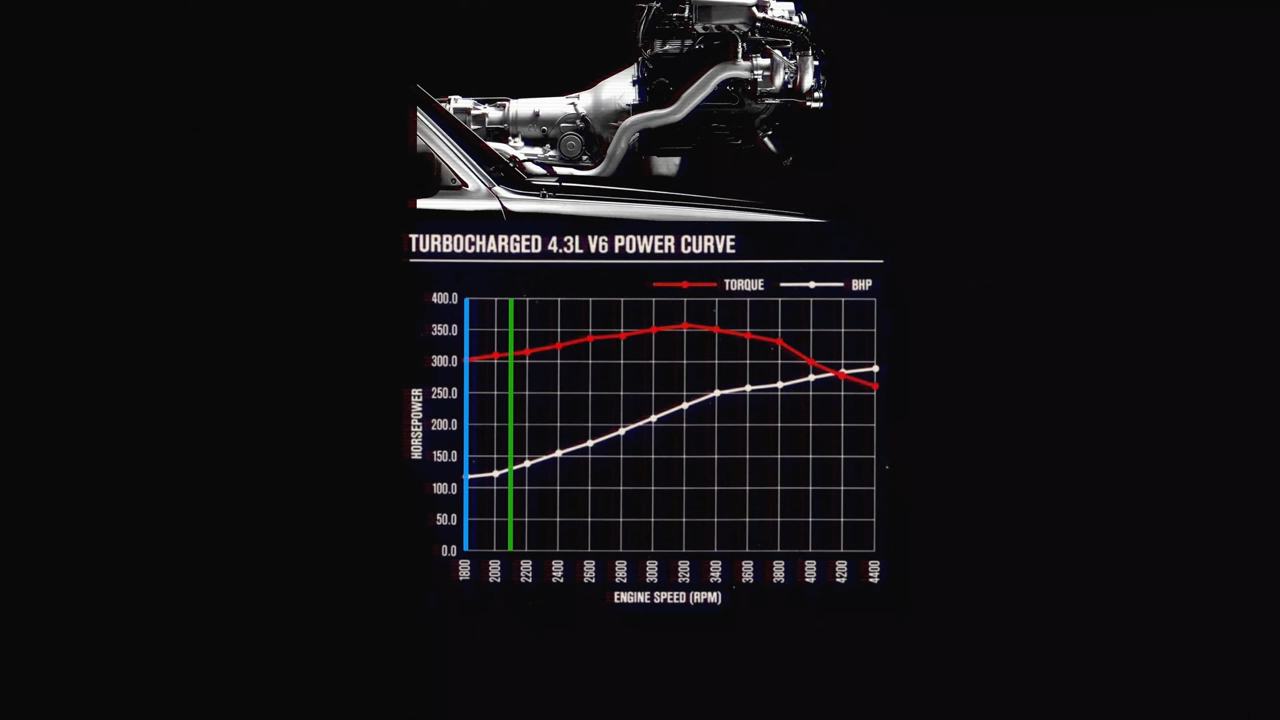 TURBOCHARGED 4.3L V6 POWER CURVE
TORQUE BHP
400.0
350.0
300.0
250.0
200.0
150.0
100.0
50.0
0.0
HORSEPOWER
1800 2000 2200 2400 2600 2800 3000 3200 3400 3600 3800 4000 4200 4400
ENGINE SPEED (RPM)